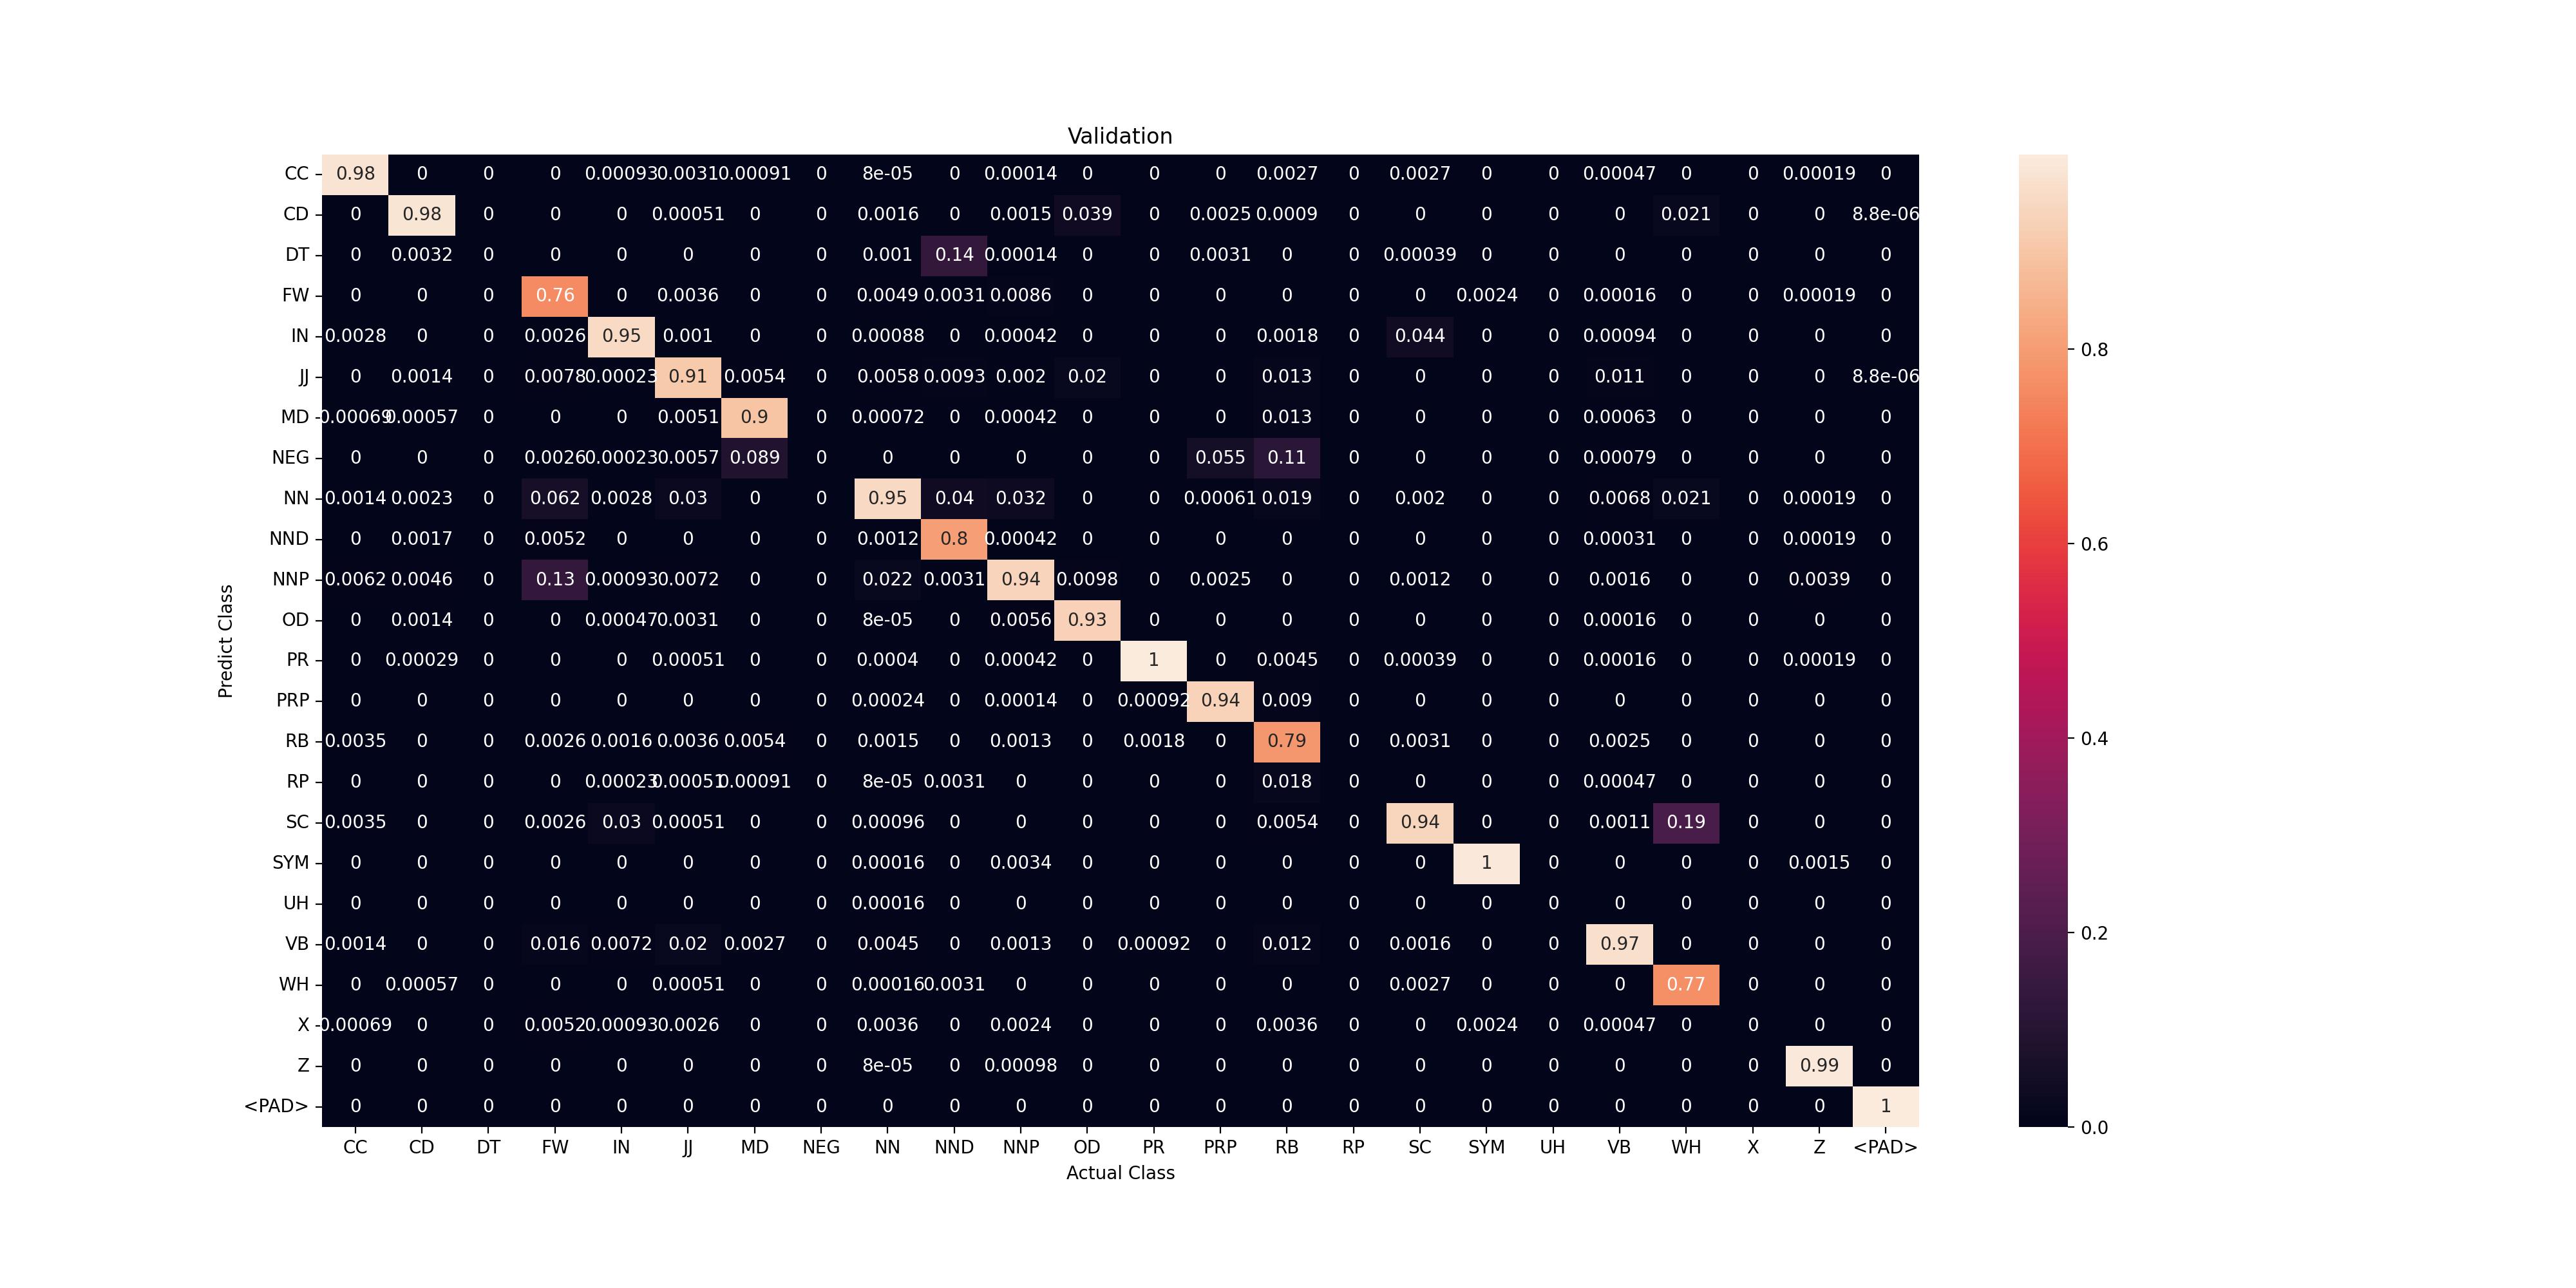 Validation
CC 0.98 0 0 0 0.00093 0.0031 0.00091 0 8e-05 0 0.00014 0 0 0 0.0027 0 0.0027 0 0 0.00047 0 0 0.00019 0
CD 0 0.98 0 0 0 0.00051 0 0 0.0016 0 0.0015 0.039 0 0.0025 0.0009 0 0 0 0 0 0.021 0 0 8.8e-06
DT 0 0.0032 0 0 0 0 0 0 0.001 0.14 0.00014 0 0 0.0031 0 0 0.00039 0 0 0 0 0 0 0
FW 0 0 0 0.76 0 0.0036 0 0 0.0049 0.0031 0.0086 0 0 0 0 0 0 0.0024 0 0.00016 0 0 0.00019 0
IN 0.0028 0 0 0.0026 0.95 0.001 0 0 0.00088 0 0.00042 0 0 0 0.0018 0 0.044 0 0 0.00094 0 0 0 0
JJ 0 0.0014 0 0.0078 0.00023 0.91 0.0054 0 0.0058 0.0093 0.002 0.02 0 0 0.013 0 0 0 0 0.011 0 0 0 8.8e-06
MD 0.00069 0.00057 0 0 0 0.0051 0.9 0 0.00072 0 0.00042 0 0 0 0.013 0 0 0 0 0.00063 0 0 0 0
NEG 0 0 0 0.0026 0.00023 0.0057 0.089 0 0 0 0 0 0 0.055 0.11 0 0 0 0 0.00079 0 0 0 0
NN 0.0014 0.0023 0 0.062 0.0028 0.03 0 0 0.95 0.04 0.032 0 0 0.00061 0.019 0 0.002 0 0 0.0068 0.021 0 0.00019 0
NND 0 0.0017 0 0.0052 0 0 0 0 0.0012 0.8 0.00042 0 0 0 0 0 0 0 0 0.00031 0 0 0.00019 0
NNP 0.0062 0.0046 0 0.13 0.00093 0.0072 0 0 0.022 0.0031 0.94 0.0098 0 0.0025 0 0 0.0012 0 0 0.0016 0 0 0.0039 0
OD 0 0.0014 0 0 0.00047 0.0031 0 0 8e-05 0 0.0056 0.93 0 0 0 0 0 0 0 0.00016 0 0 0 0
PR 0 0.00029 0 0 0 0.00051 0 0 0.0004 0 0.00042 0 1 0 0.0045 0 0.00039 0 0 0.00016 0 0 0.00019 0
PRP 0 0 0 0 0 0 0 0 0.00024 0 0.00014 0 0.00092 0.94 0.009 0 0 0 0 0 0 0 0 0
RB 0.0035 0 0 0.0026 0.0016 0.0036 0.0054 0 0.0015 0 0.0013 0 0.0018 0 0.79 0 0.0031 0 0 0.0025 0 0 0 0
RP 0 0 0 0 0.00023 0.00051 0.00091 0 8e-05 0.0031 0 0 0 0 0.018 0 0 0 0 0.00047 0 0 0 0
SC 0.0035 0 0 0.0026 0.03 0.00051 0 0 0.00096 0 0 0 0 0 0.0054 0 0.94 0 0 0.0011 0.19 0 0 0
SYM 0 0 0 0 0 0 0 0 0.00016 0 0.0034 0 0 0 0 0 0 1 0 0 0 0 0.0015 0
UH 0 0 0 0 0 0 0 0 0.00016 0 0 0 0 0 0 0 0 0 0 0 0 0 0 0
VB 0.0014 0 0 0.016 0.0072 0.02 0.0027 0 0.0045 0 0.0013 0 0.00092 0 0.012 0 0.0016 0 0 0.97 0 0 0 0
WH 0 0.00057 0 0 0 0.00051 0 0 0.00016 0.0031 0 0 0 0 0 0 0.0027 0 0 0 0.77 0 0 0
X 0.00069 0 0 0.0052 0.00093 0.0026 0 0 0.0036 0 0.0024 0 0 0 0.0036 0 0 0.0024 0 0.00047 0 0 0 0
Z 0 0 0 0 0 0 0 0 8e-05 0 0.00098 0 0 0 0 0 0 0 0 0 0 0 0.99 0
<PAD> 0 0 0 0 0 0 0 0 0 0 0 0 0 0 0 0 0 0 0 0 0 0 0 1
CC CD DT FW IN JJ MD NEG NN NND NNP OD PR PRP RB RP SC SYM UH VB WH X Z <PAD>
Actual Class
Predict Class
0.8
0.6
0.4
0.2
0.0